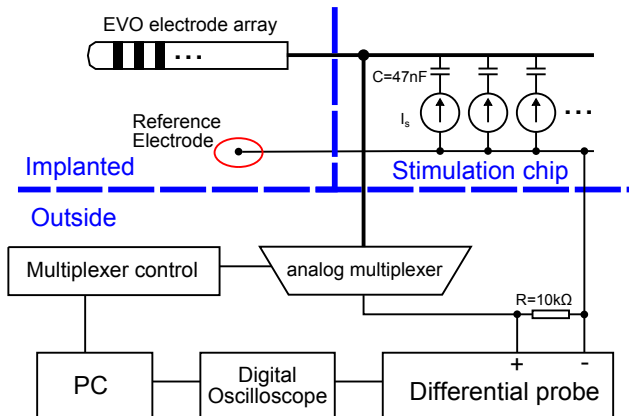 EVO electrode array
C=47nF
Iₛ
Reference
Electrode
Implanted
Stimulation chip
Outside
Multiplexer control
analog multiplexer
R=10kΩ
+
-
PC
Digital
Oscilloscope
Differential probe